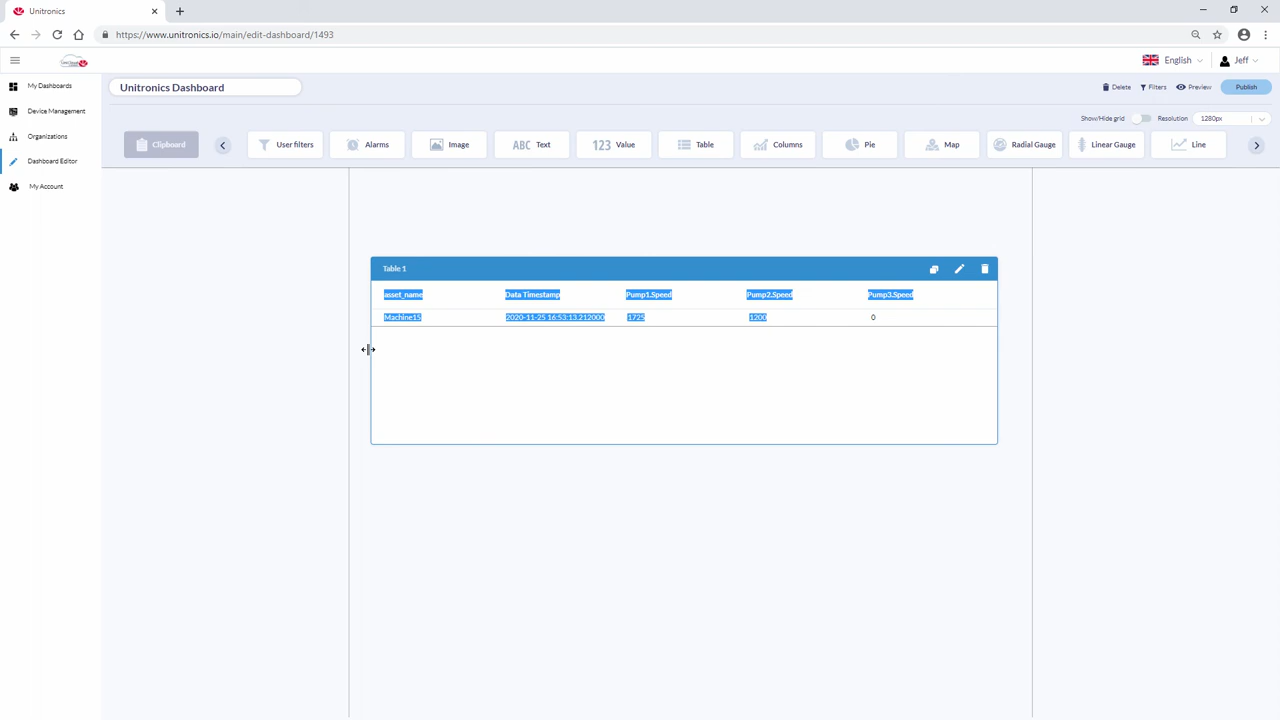 Unitronics
https://www.unitronics.io/main/edit-dashboard/1493
English
Jeff
My Dashboards
Device Management
Organizations
Dashboard Editor
My Account
Unitronics Dashboard
Delete
Filters
Preview
Publish
Show/Hide grid
Resolution
1280px
Clipboard
User filters
Alarms
Image
ABC Text
123 Value
Table
Columns
Pie
Map
Radial Gauge
Linear Gauge
Line
Table 1
asset_name Data Timestamp Pump1.Speed Pump2.Speed Pump3.Speed
Machine15 2020-11-25 16:53:13.212000 1725 1200 0